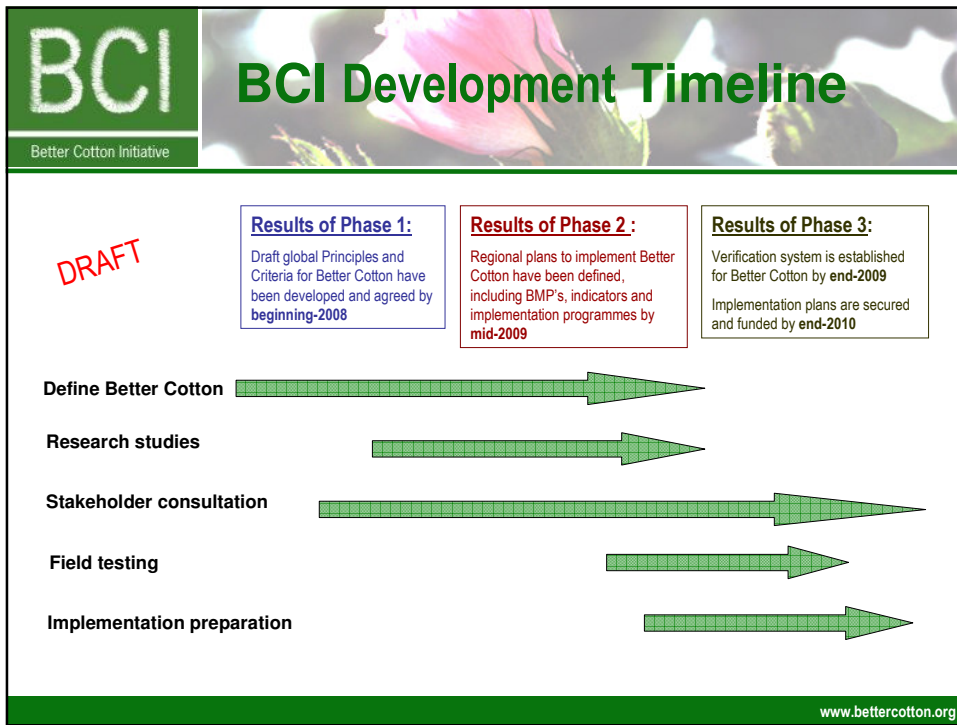 BCI
Better Cotton Initiative
BCI Development Timeline
DRAFT
Results of Phase 1:
Draft global Principles and
Criteria for Better Cotton have
been developed and agreed by
beginning-2008
Results of Phase 2 :
Regional plans to implement Better
Cotton have been defined,
including BMP's, indicators and
implementation programmes by
mid-2009
Results of Phase 3:
Verification system is established
for Better Cotton by end-2009
Implementation plans are secured
and funded by end-2010
Define Better Cotton
Research studies
Stakeholder consultation
Field testing
Implementation preparation
www.bettercotton.org